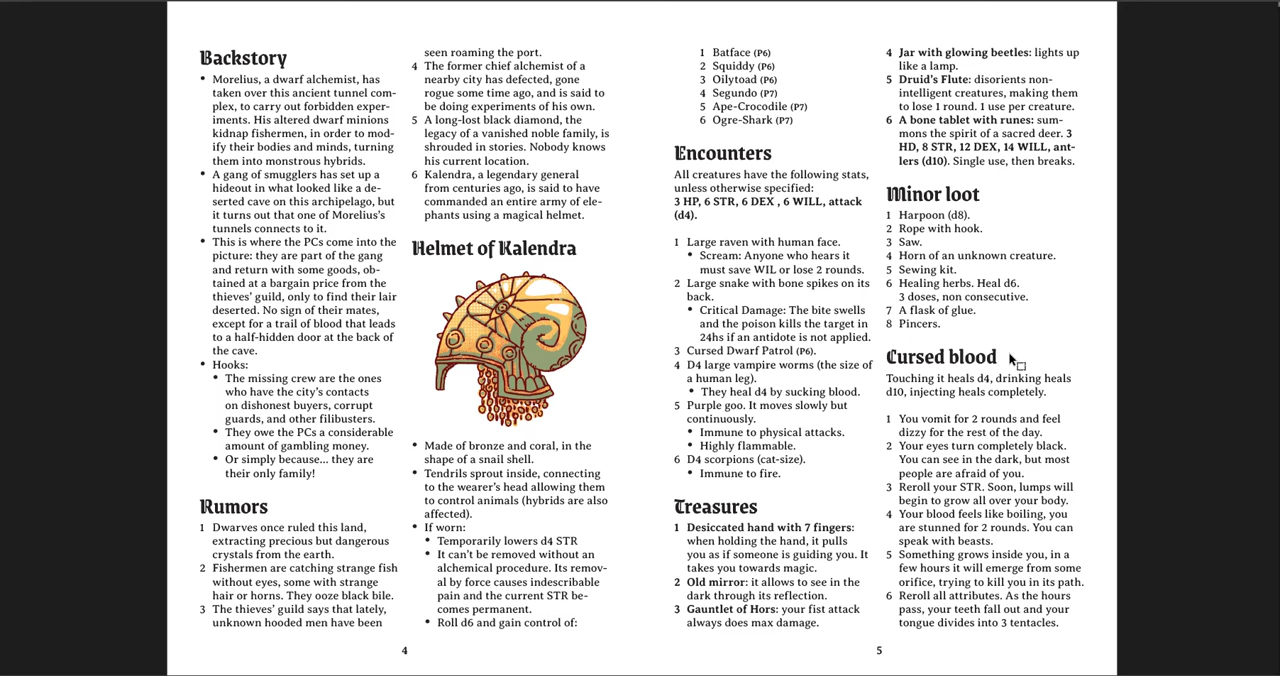 Backstory
• Morelius, a dwarf alchemist, has
taken over this ancient tunnel com-
plex, to carry out forbidden exper-
iments. His altered dwarf minions
kidnap fishermen, in order to mod-
ify their bodies and minds, turning
them into monstrous hybrids.
• A gang of smugglers has set up a
hideout in what looked like a de-
serted cave on this archipelago, but
it turns out that one of Morelius's
tunnels connects to it.
• This is where the PCs come into the
picture: they are part of the gang
and return with some goods, ob-
tained at a bargain price from the
thieves' guild, only to find their lair
deserted. No sign of their mates,
except for a trail of blood that leads
to a half-hidden door at the back of
the cave.
• Hooks:
• The missing crew are the ones
who have the city's contacts
on dishonest buyers, corrupt
guards, and other filibusters.
• They owe the PCs a considerable
amount of gambling money.
• Or simply because... they are
their only family!
Rumors
1 Dwarves once ruled this land,
extracting precious but dangerous
crystals from the earth.
2 Fishermen are catching strange fish
without eyes, some with strange
hair or horns. They ooze black bile.
3 The thieves' guild says that lately,
unknown hooded men have been
seen roaming the port.
4 The former chief alchemist of a
nearby city has defected, gone
rogue some time ago, and is said to
be doing experiments of his own.
5 A long-lost black diamond, the
legacy of a vanished noble family, is
shrouded in stories. Nobody knows
his current location.
6 Kalendra, a legendary general
from centuries ago, is said to have
commanded an entire army of ele-
phants using a magical helmet.
Helmet of Kalendra
• Made of bronze and coral, in the
shape of a snail shell.
• Tendrils sprout inside, connecting
to the wearer's head allowing them
to control animals (hybrids are also
affected).
• If worn:
• Temporarily lowers d4 STR
• It can't be removed without an
alchemical procedure. Its remov-
al by force causes indescribable
pain and the current STR be-
comes permanent.
• Roll d6 and gain control of:
4
1 Batface (P6)
2 Squiddy (P6)
3 Oilytoad (P6)
4 Segundo (P7)
5 Ape-Crocodile (P7)
6 Ogre-Shark (P7)
Encounters
All creatures have the following stats,
unless otherwise specified:
3 HP, 6 STR, 6 DEX , 6 WILL, attack
(d4).
1 Large raven with human face.
• Scream: Anyone who hears it
must save WIL or lose 2 rounds.
2 Large snake with bone spikes on its
back.
• Critical Damage: The bite swells
and the poison kills the target in
24hs if an antidote is not applied.
3 Cursed Dwarf Patrol (P6).
4 D4 large vampire worms (the size of
a human leg).
• They heal d4 by sucking blood.
5 Purple goo. It moves slowly but
continuously.
• Immune to physical attacks.
• Highly flammable.
6 D4 scorpions (cat-size).
• Immune to fire.
Treasures
1 Desiccated hand with 7 fingers:
when holding the hand, it pulls
you as if someone is guiding you. It
takes you towards magic.
2 Old mirror: it allows to see in the
dark through its reflection.
3 Gauntlet of Hors: your fist attack
always does max damage.
4 Jar with glowing beetles: lights up
like a lamp.
5 Druid's Flute: disorients non-
intelligent creatures, making them
to lose 1 round. 1 use per creature.
6 A bone tablet with runes: sum-
mons the spirit of a sacred deer. 3
HD, 8 STR, 12 DEX, 14 WILL, ant-
lers (d10). Single use, then breaks.
Minor loot
1 Harpoon (d8).
2 Rope with hook.
3 Saw.
4 Horn of an unknown creature.
5 Sewing kit.
6 Healing herbs. Heal d6.
3 doses, non consecutive.
7 A flask of glue.
8 Pincers.
Cursed blood
Touching it heals d4, drinking heals
d10, injecting heals completely.
1 You vomit for 2 rounds and feel
dizzy for the rest of the day.
2 Your eyes turn completely black.
You can see in the dark, but most
people are afraid of you.
3 Reroll your STR. Soon, lumps will
begin to grow all over your body.
4 Your blood feels like boiling, you
are stunned for 2 rounds. You can
speak with beasts.
5 Something grows inside you, in a
few hours it will emerge from some
orifice, trying to kill you in its path.
6 Reroll all attributes. As the hours
pass, your teeth fall out and your
tongue divides into 3 tentacles.
5